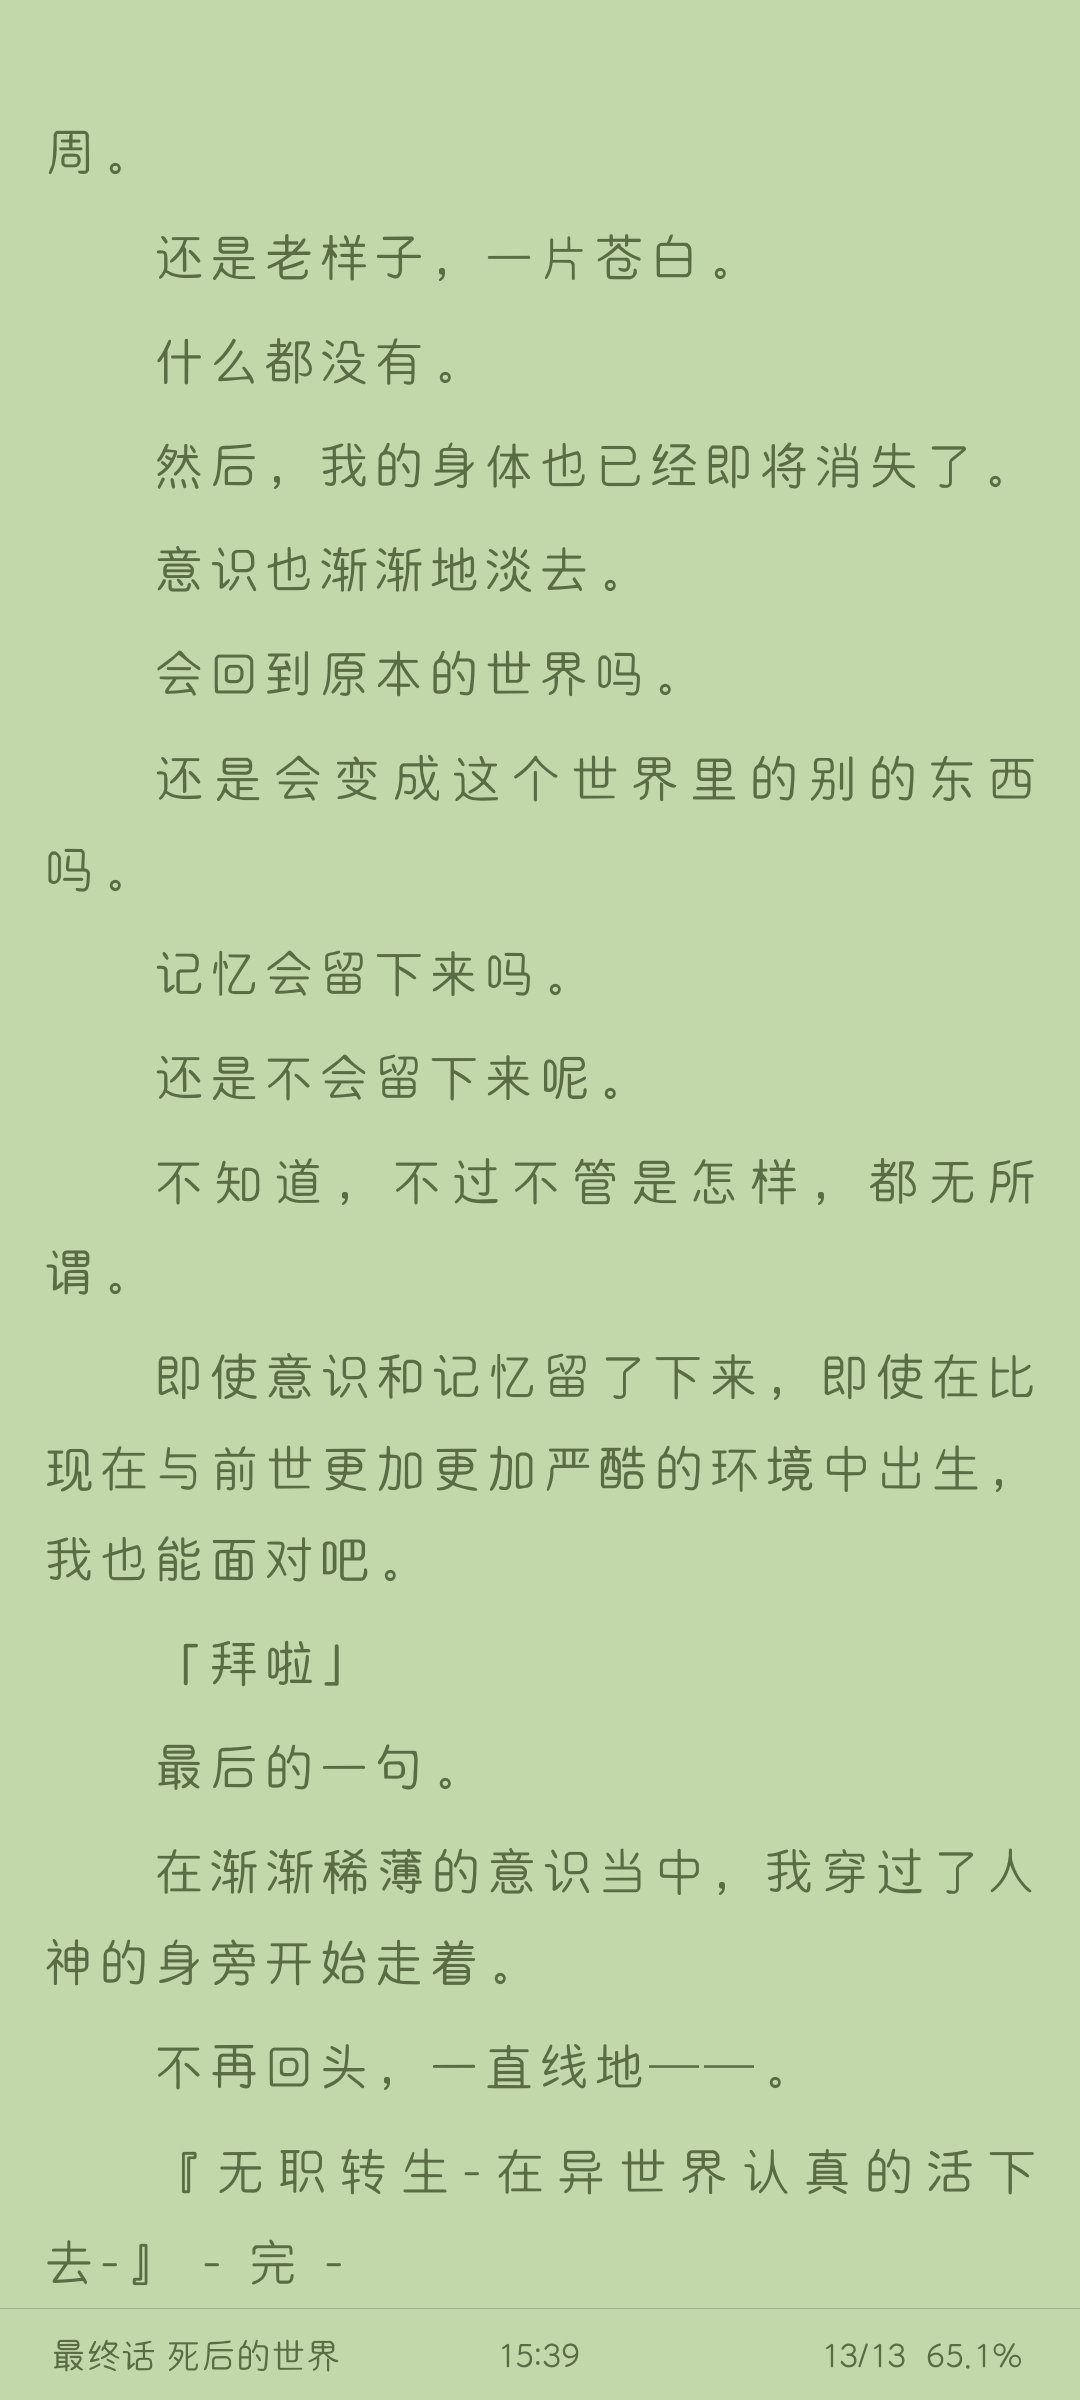 周。
还是老样子，一片苍白。
什么都没有。
然后，我的身体也已经即将消失了。
意识也渐渐地淡去。
会回到原本的世界吗。
还是会变成这个世界里的别的东西
吗。
记忆会留下来吗。
还是不会留下来呢。
不知道，不过不管是怎样，都无所
谓。
即使意识和记忆留了下来，即使在比
现在与前世更加更加严酷的环境中出生，
我也能面对吧。
「拜啦」
最后的一句。
在渐渐稀薄的意识当中，我穿过了人
神的身旁开始走着。
不再回头，一直线地——。
『无职转生-在异世界认真的活下
去-』 - 完 -
最终话 死后的世界 15:39 13/13 65.1%